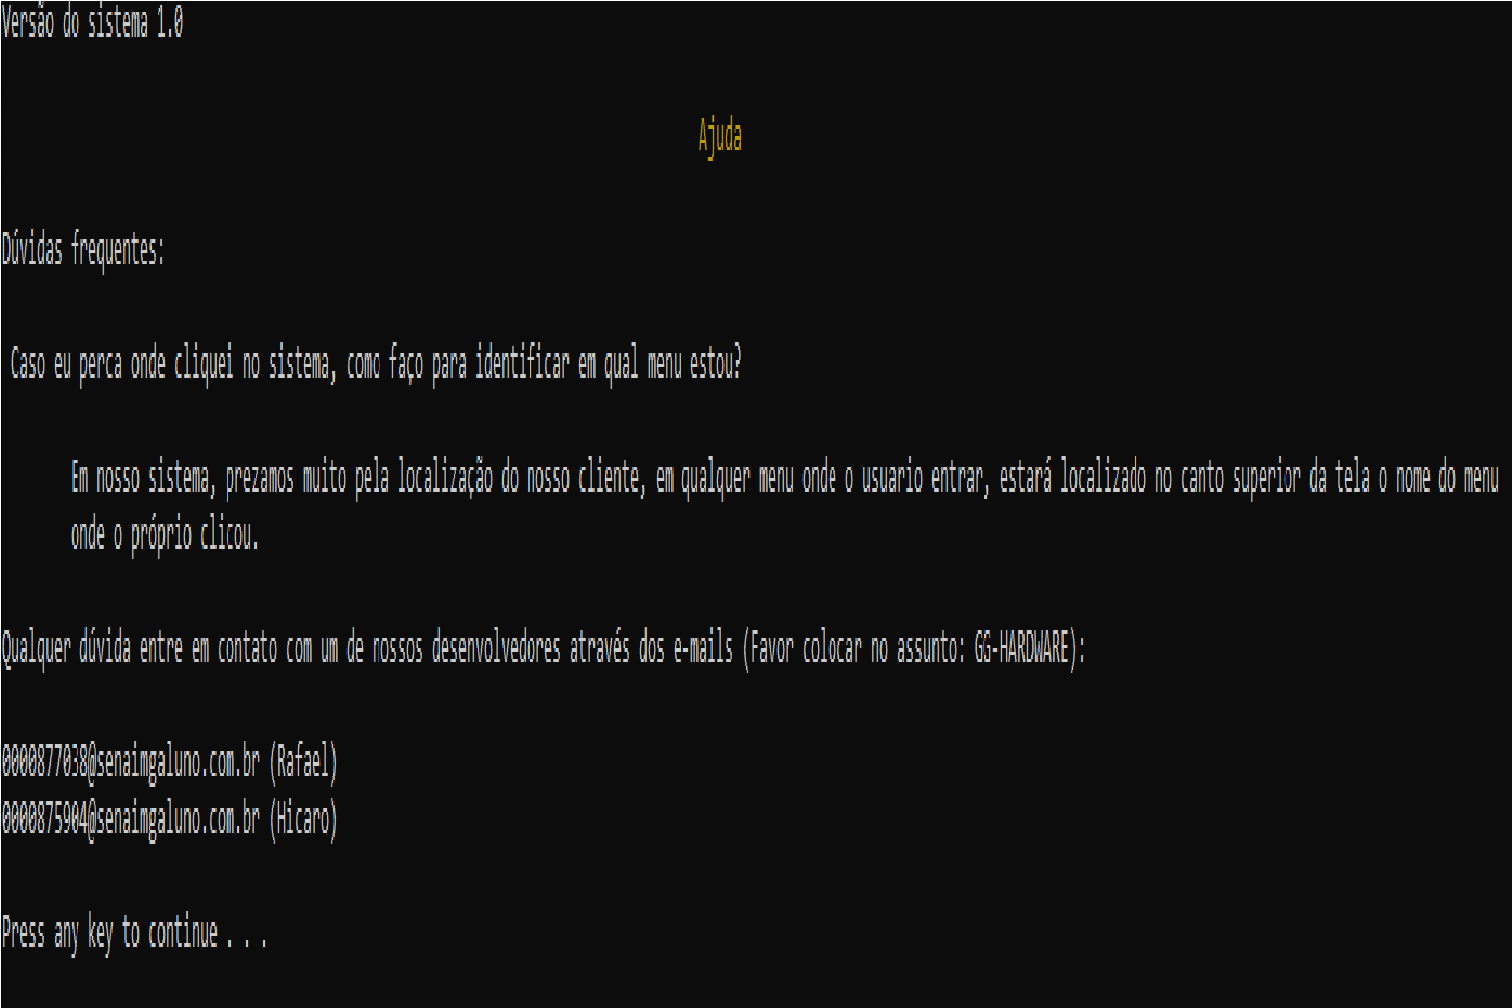 Versão do sistema 1.0
Ajuda
Dúvidas frequentes:
Caso eu perca onde cliquei no sistema, como faço para identificar em qual menu estou?
Em nosso sistema, prezamos muito pela localização do nosso cliente, em qualquer menu onde o usuario entrar, estará localizado no canto superior da tela o nome do menu
onde o próprio clicou.
Qualquer dúvida entre em contato com um de nossos desenvolvedores através dos e-mails (Favor colocar no assunto: GG-HARDWARE):
0000877038@senaimgaluno.com.br (Rafael)
0000875904@senaimgaluno.com.br (Hicaro)
Press any key to continue . . .